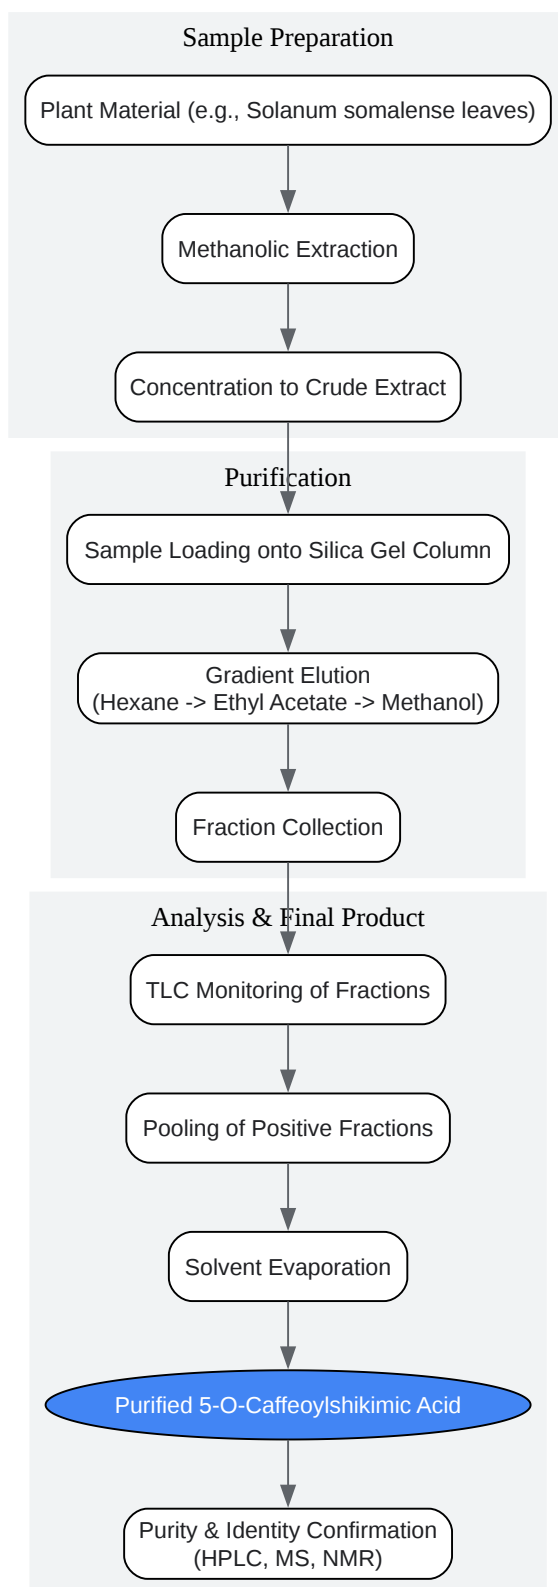 Sample Preparation
Plant Material (e.g., Solanum somalense leaves)
Methanolic Extraction
Concentration to Crude Extract
Purification
Sample Loading onto Silica Gel Column
Gradient Elution
(Hexane -> Ethyl Acetate -> Methanol)
Fraction Collection
Analysis & Final Product
TLC Monitoring of Fractions
Pooling of Positive Fractions
Solvent Evaporation
Purified 5-O-Caffeoylshikimic Acid
Purity & Identity Confirmation
(HPLC, MS, NMR)